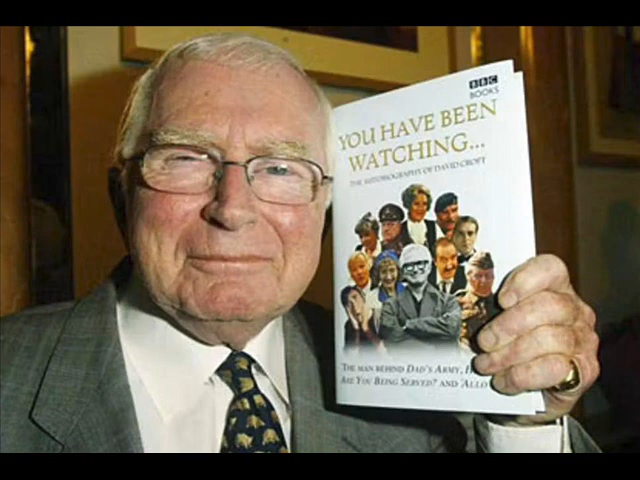 BBC
BOOKS
YOU HAVE BEEN
WATCHING...
THE AUTOBIOGRAPHY OF DAVID CROFT
THE MAN BEHIND DAD'S ARMY,
ARE YOU BEING SERVED? AND 'ALLO